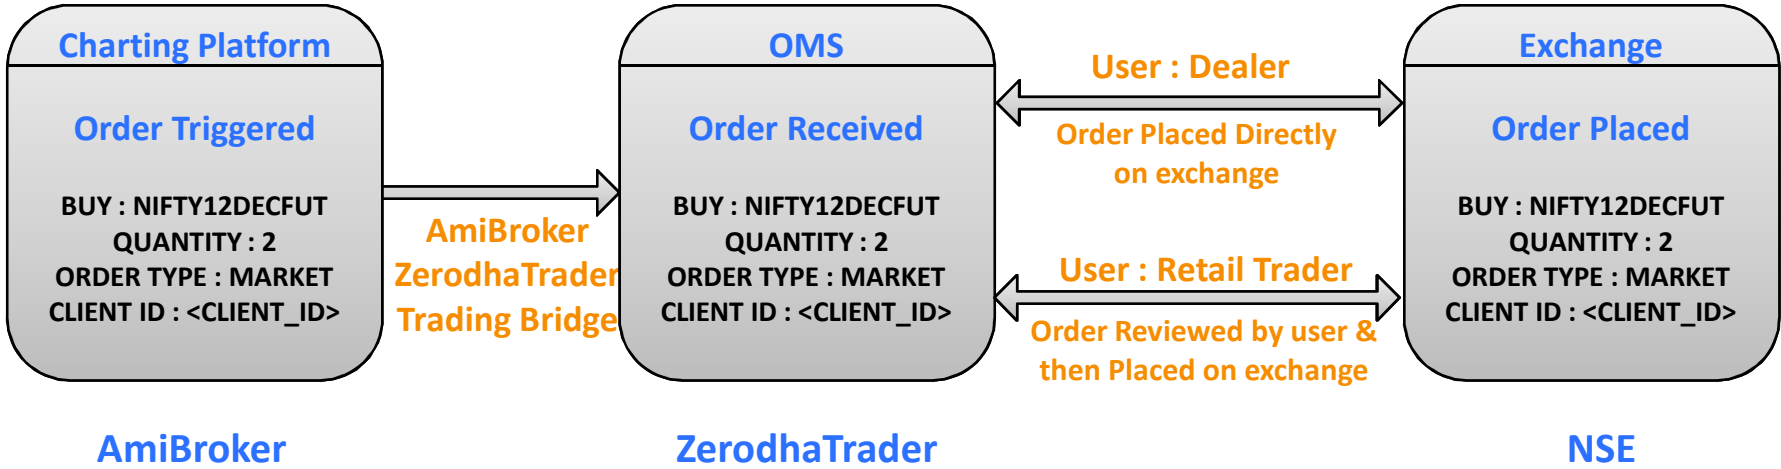 Charting Platform
Order Triggered
BUY : NIFTY12DECFUT
QUANTITY : 2
ORDER TYPE : MARKET
CLIENT ID : <CLIENT_ID>
AmiBroker
AmiBroker
ZerodhaTrader
Trading Bridge
OMS
Order Received
BUY : NIFTY12DECFUT
QUANTITY : 2
ORDER TYPE : MARKET
CLIENT ID : <CLIENT_ID>
ZerodhaTrader
User : Dealer
Order Placed Directly
on exchange
User : Retail Trader
Order Reviewed by user &
then Placed on exchange
Exchange
Order Placed
BUY : NIFTY12DECFUT
QUANTITY : 2
ORDER TYPE : MARKET
CLIENT ID : <CLIENT_ID>
NSE